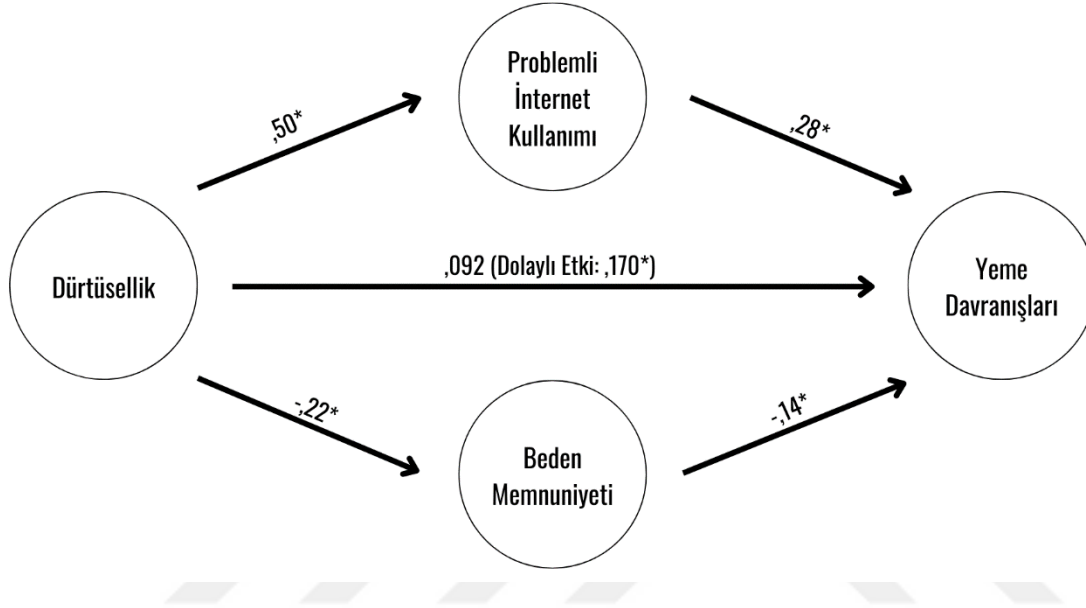 Problemli
İnternet
Kullanımı
,50*
,28*
Dürtüsellik
,092 (Dolaylı Etki: ,170*)
Yeme
Davranışları
-,22*
-,14*
Beden
Memnuniyeti